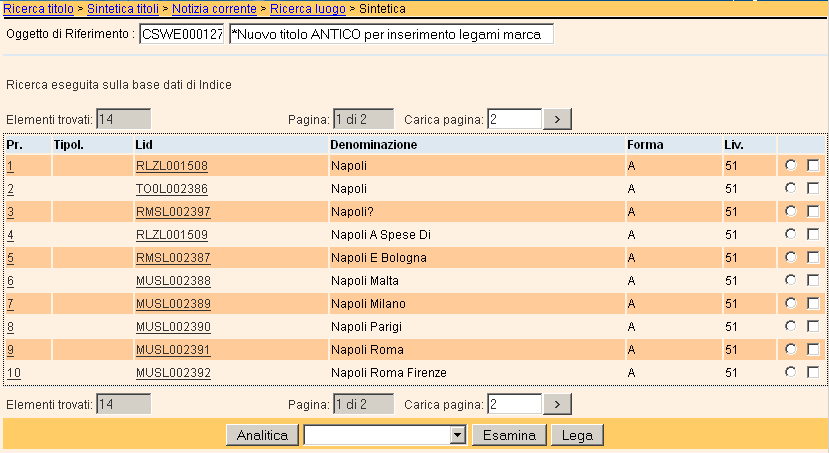 Ricerca titolo > Sintetica titoli > Notizia corrente > Ricerca luogo > Sintetica
Oggetto di Riferimento : CSWE000127 *Nuovo titolo ANTICO per inserimento legami marca
Ricerca eseguita sulla base dati di Indice
Elementi trovati: 14 Pagina: 1 di 2 Carica pagina: 2 >
Pr. Tipol. Lid Denominazione Forma Liv.
1 RLZL001508 Napoli A 51
2 TO0L002386 Napoli A 51
3 RMSL002397 Napoli? A 51
4 RLZL001509 Napoli A Spese Di A 51
5 RMSL002387 Napoli E Bologna A 51
6 MUSL002388 Napoli Malta A 51
7 MUSL002389 Napoli Milano A 51
8 MUSL002390 Napoli Parigi A 51
9 MUSL002391 Napoli Roma A 51
10 MUSL002392 Napoli Roma Firenze A 51
Elementi trovati: 14 Pagina: 1 di 2 Carica pagina: 2 >
Analitica Esamina Lega